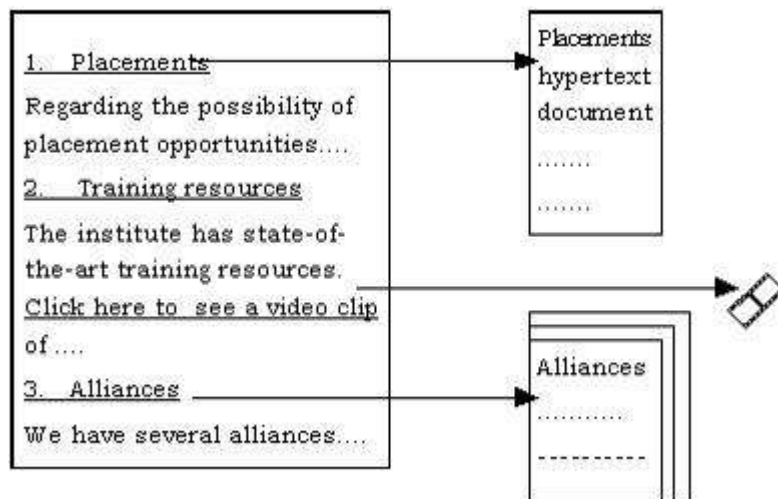 1. Placements
Regarding the possibility of
placement opportunities....
2. Training resources
The institute has state-of-
the-art training resources.
Click here to see a video clip
of ....
3. Alliances
We have several alliances....
Placements
hypertext
document
.......
.......
Alliances
...........
-----------